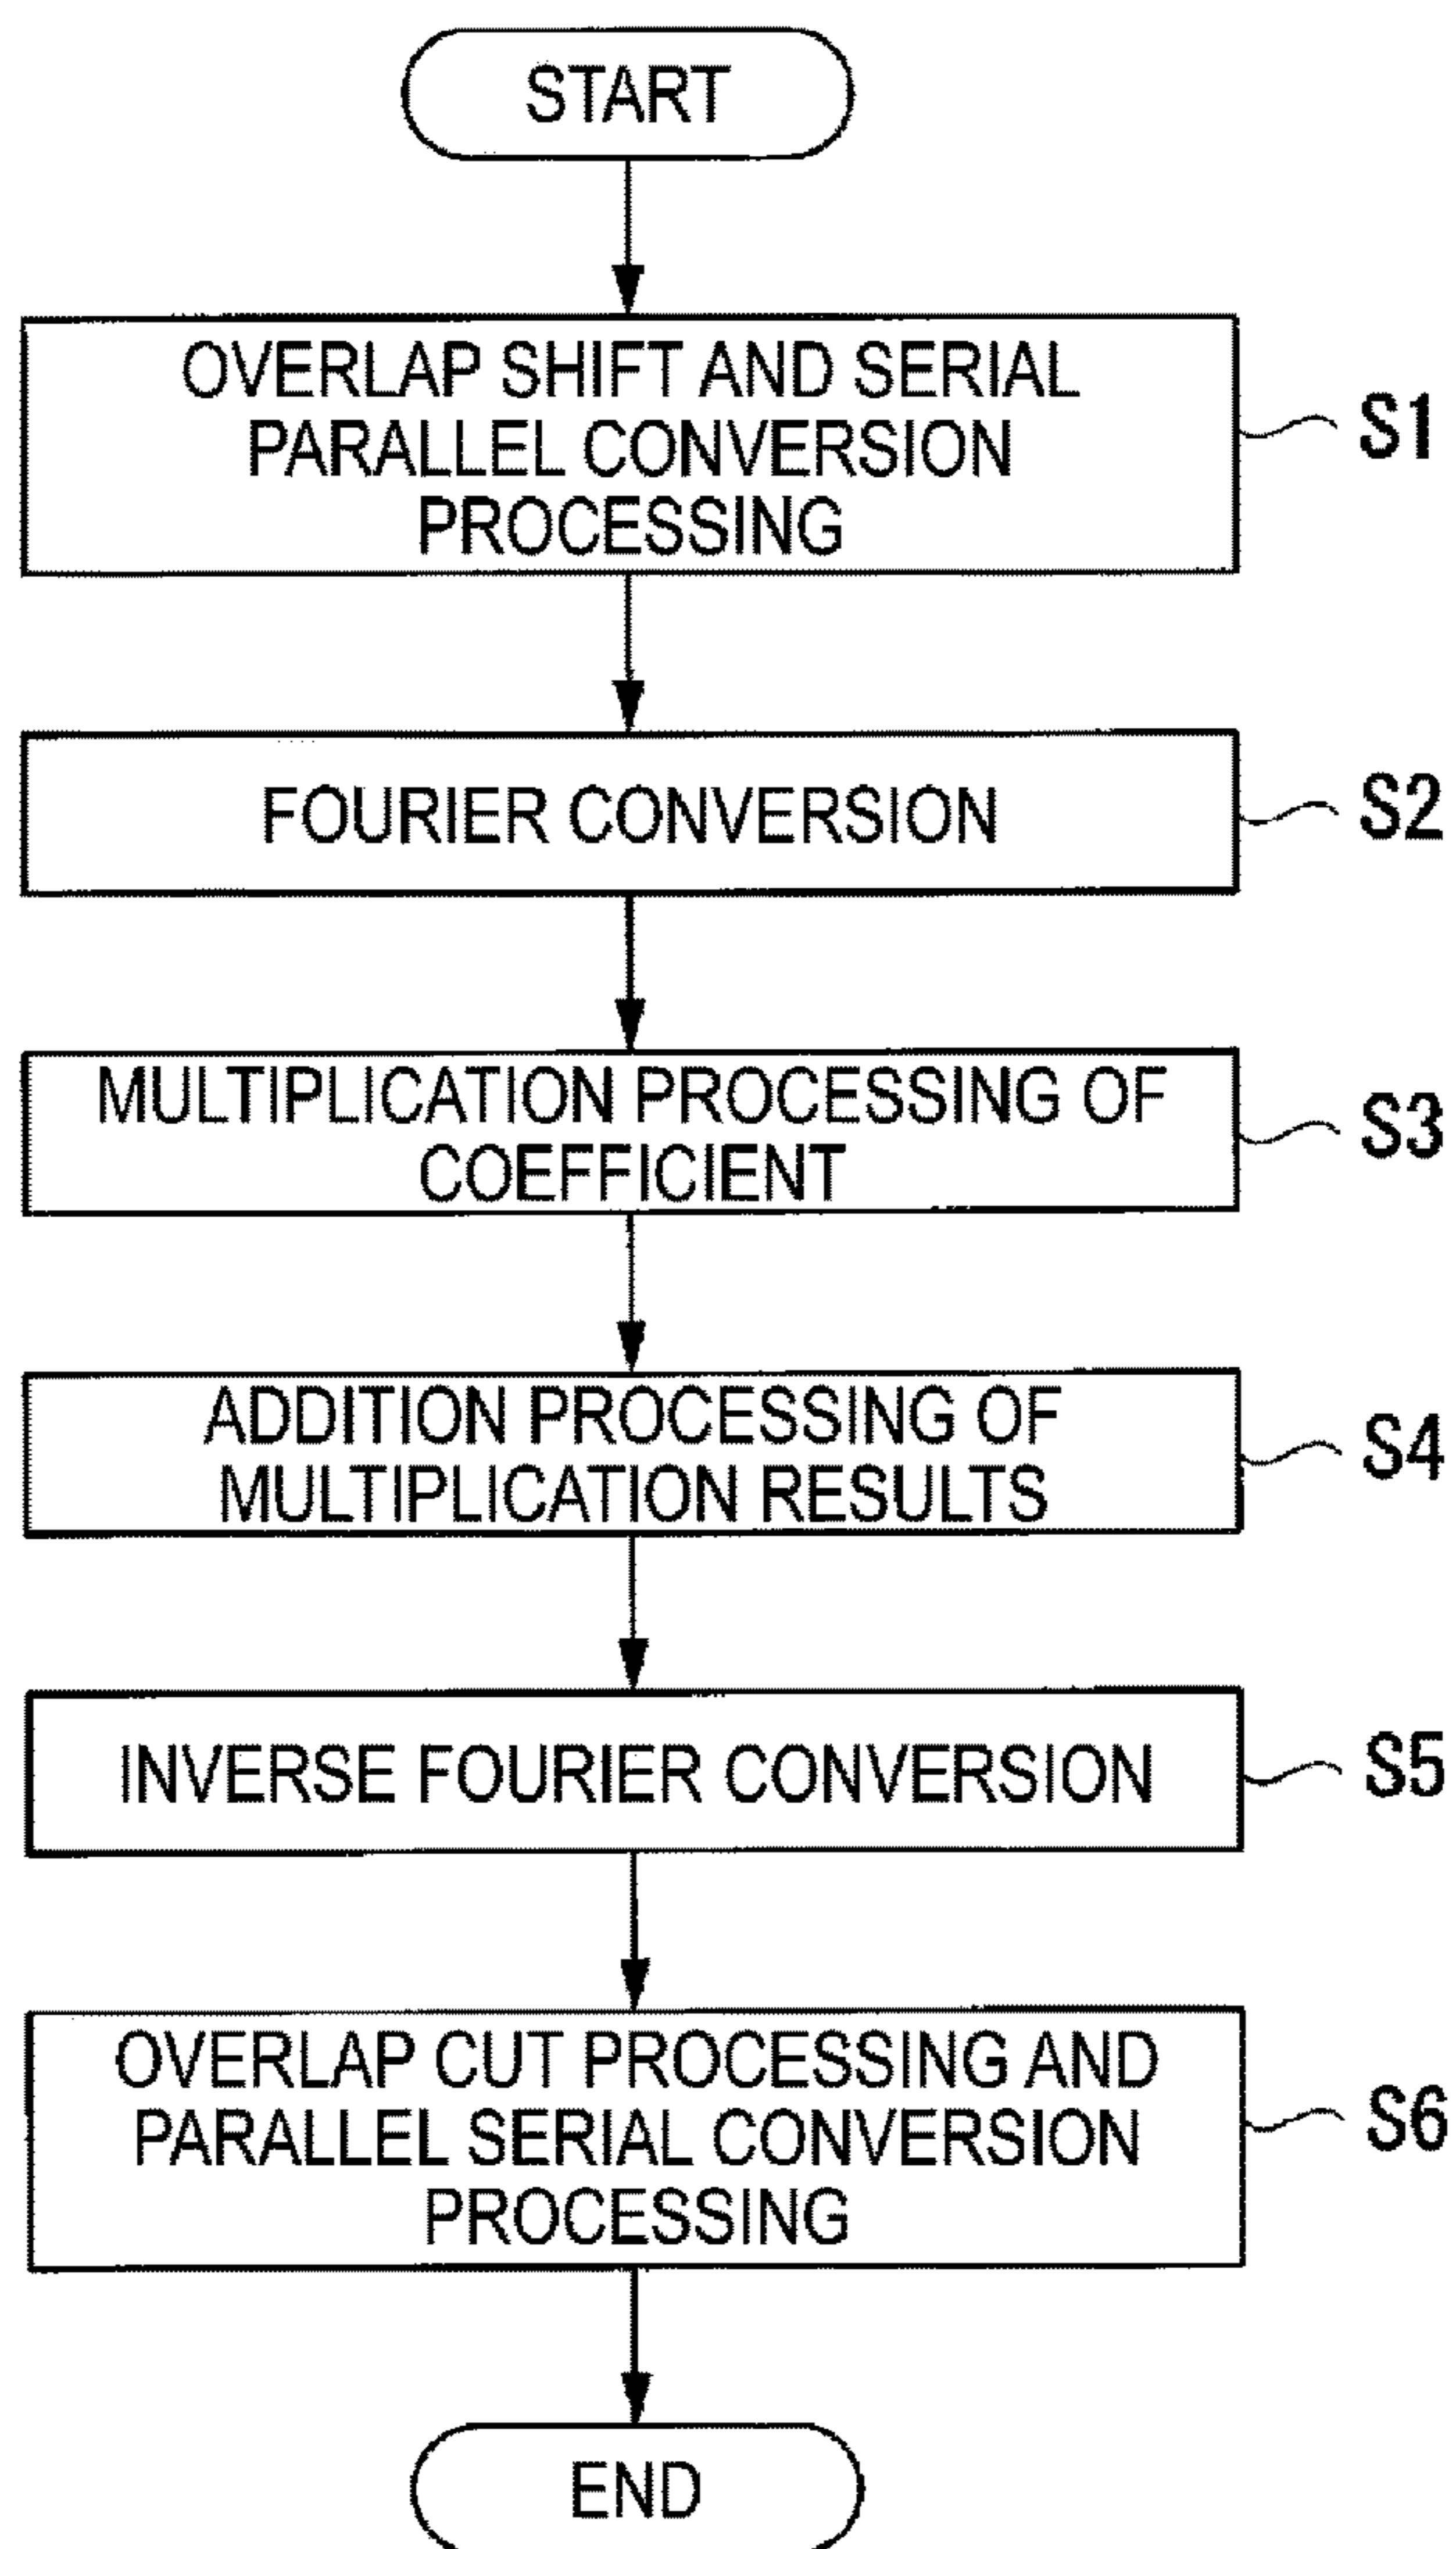 START
OVERLAP SHIFT AND SERIAL
PARALLEL CONVERSION
PROCESSING
S1
FOURIER CONVERSION
S2
MULTIPLICATION PROCESSING OF
COEFFICIENT
S3
ADDITION PROCESSING OF
MULTIPLICATION RESULTS
S4
INVERSE FOURIER CONVERSION
S5
OVERLAP CUT PROCESSING AND
PARALLEL SERIAL CONVERSION
PROCESSING
S6
END